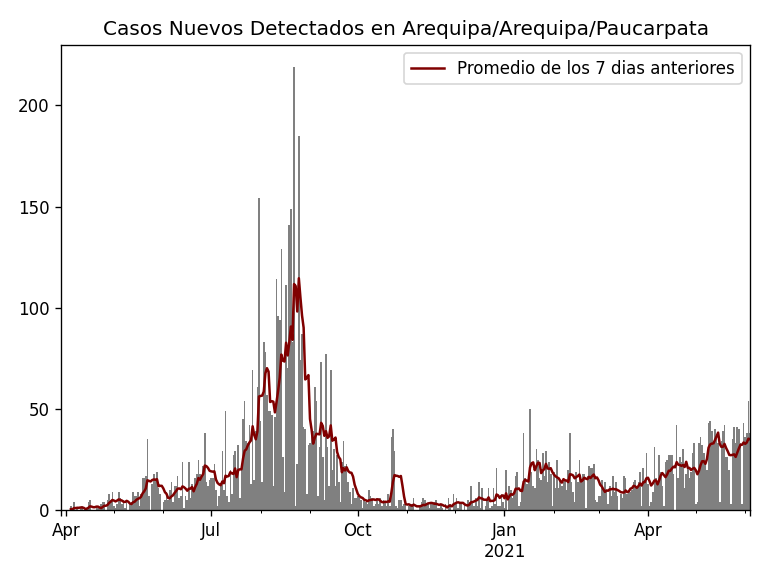 Casos Nuevos Detectados en Arequipa/Arequipa/Paucarpata
Promedio de los 7 dias anteriores
200
150
100
50
0
Apr Jul Oct Jan Apr
2021